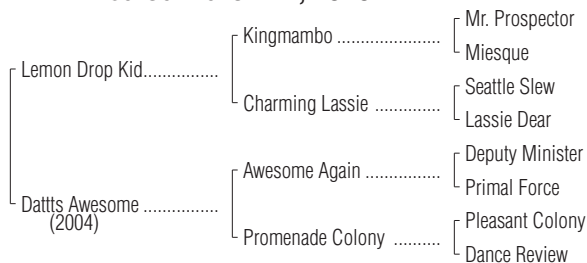 Kingmambo ..................
Mr. Prospector
Miesque
Lemon Drop Kid...............
Charming Lassie ...............
Seattle Slew
Lassie Dear
Awesome Again ................
Deputy Minister
Primal Force
Dattts Awesome ...............
(2004)
Promenade Colony ..........
Pleasant Colony
Dance Review